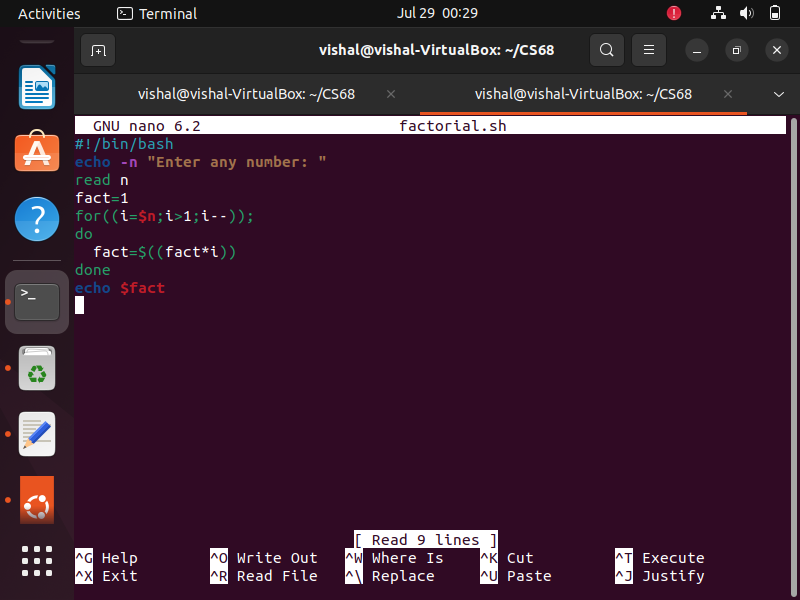 Activities Terminal Jul 29 00:29
vishal@vishal-VirtualBox: ~/CS68
vishal@vishal-VirtualBox: ~/CS68 vishal@vishal-VirtualBox: ~/CS68
GNU nano 6.2 factorial.sh
#!/bin/bash
echo -n "Enter any number: "
read n
fact=1
for((i=$n;i>1;i--));
do
  fact=$((fact*i))
done
echo $fact
[ Read 9 lines ]
^G Help ^O Write Out ^W Where Is ^K Cut ^T Execute
^X Exit ^R Read File ^\ Replace ^U Paste ^J Justify